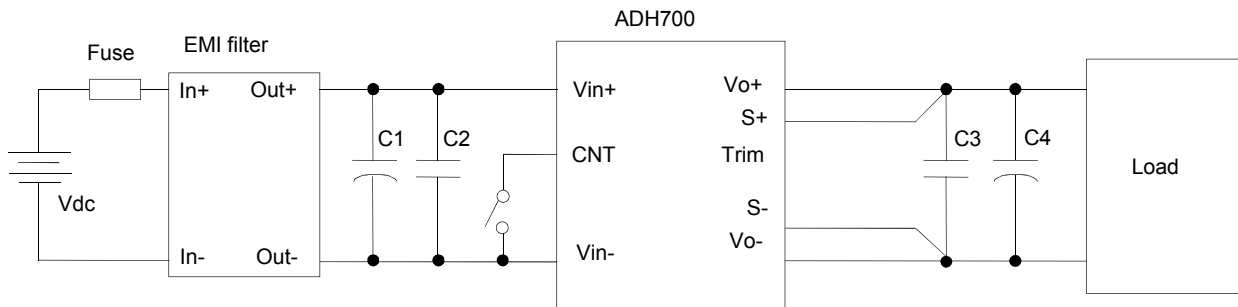 ADH700
Fuse
EMI filter
In+ Out+
Vin+
Vo+
S+
C1 C2
CNT
Trim
C3 C4
Load
Vdc
S-
In- Out-
Vin-
Vo-